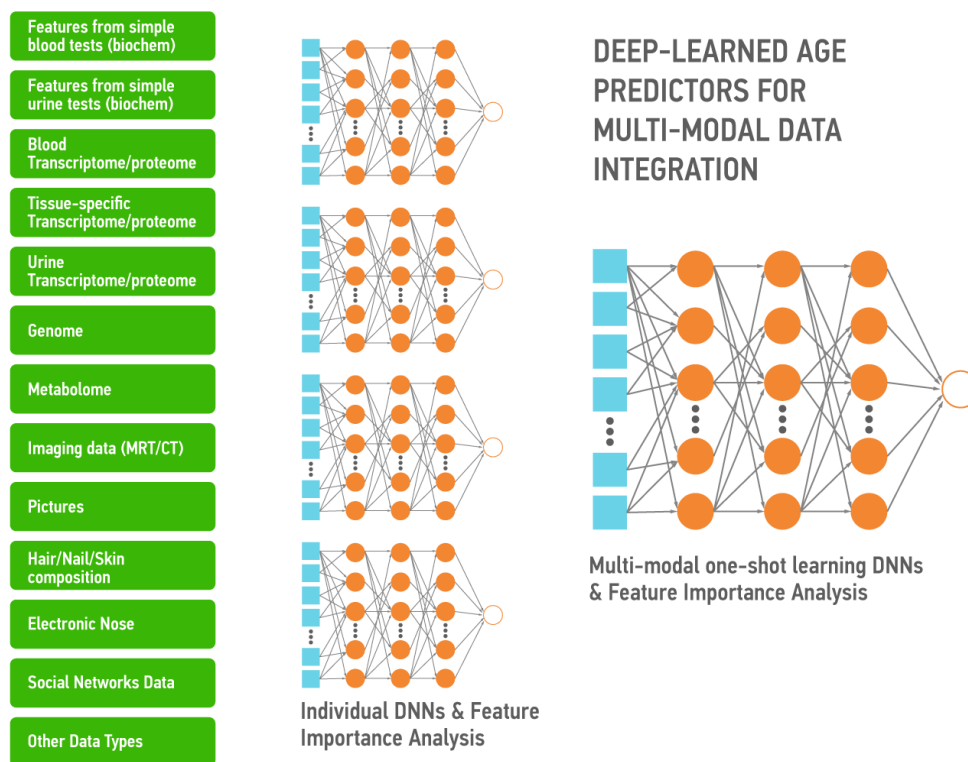 Features from simple
blood tests (biochem)
Features from simple
urine tests (biochem)
Blood
Transcriptome/proteome
Tissue-specific
Transcriptome/proteome
Urine
Transcriptome/proteome
Genome
Metabolome
Imaging data (MRT/CT)
Pictures
Hair/Nail/Skin
composition
Electronic Nose
Social Networks Data
Other Data Types
Individual DNNs & Feature
Importance Analysis
DEEP-LEARNED AGE
PREDICTORS FOR
MULTI-MODAL DATA
INTEGRATION
Multi-modal one-shot learning DNNs
& Feature Importance Analysis